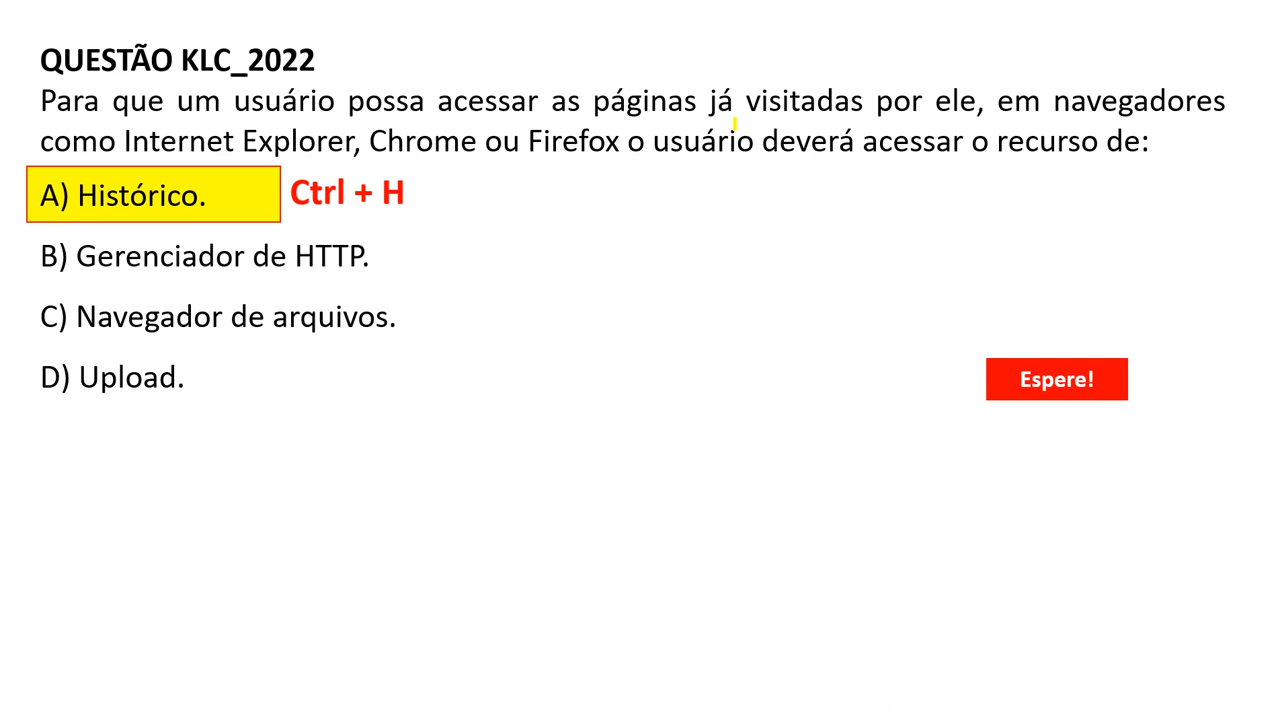 QUESTÃO KLC_2022
Para que um usuário possa acessar as páginas já visitadas por ele, em navegadores
como Internet Explorer, Chrome ou Firefox o usuário deverá acessar o recurso de:
A) Histórico. Ctrl + H
B) Gerenciador de HTTP.
C) Navegador de arquivos.
D) Upload.
Espere!